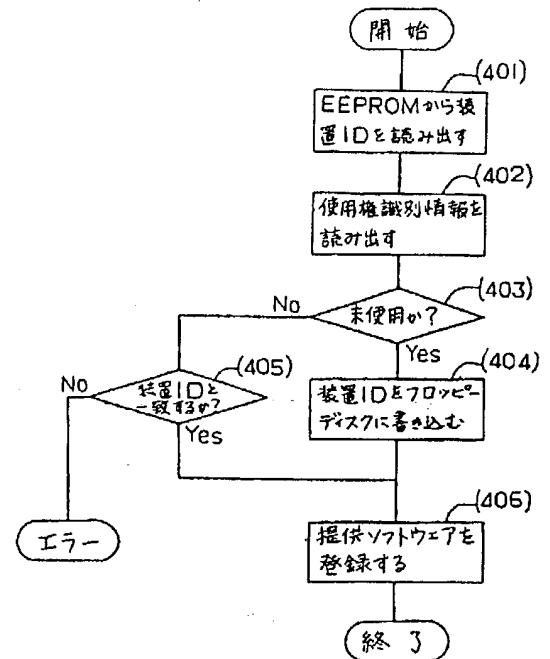 開始
(401)
EEPROMから装
置IDを読み出す
(402)
使用権識別情報を
読み出す
(403)
No
未使用か?
Yes
(404)
(405)
No
装置IDと
一致するか?
Yes
装置IDをフロッピー
ディスクに書き込む
(406)
エラー
提供ソフトウェアを
登録する
終了